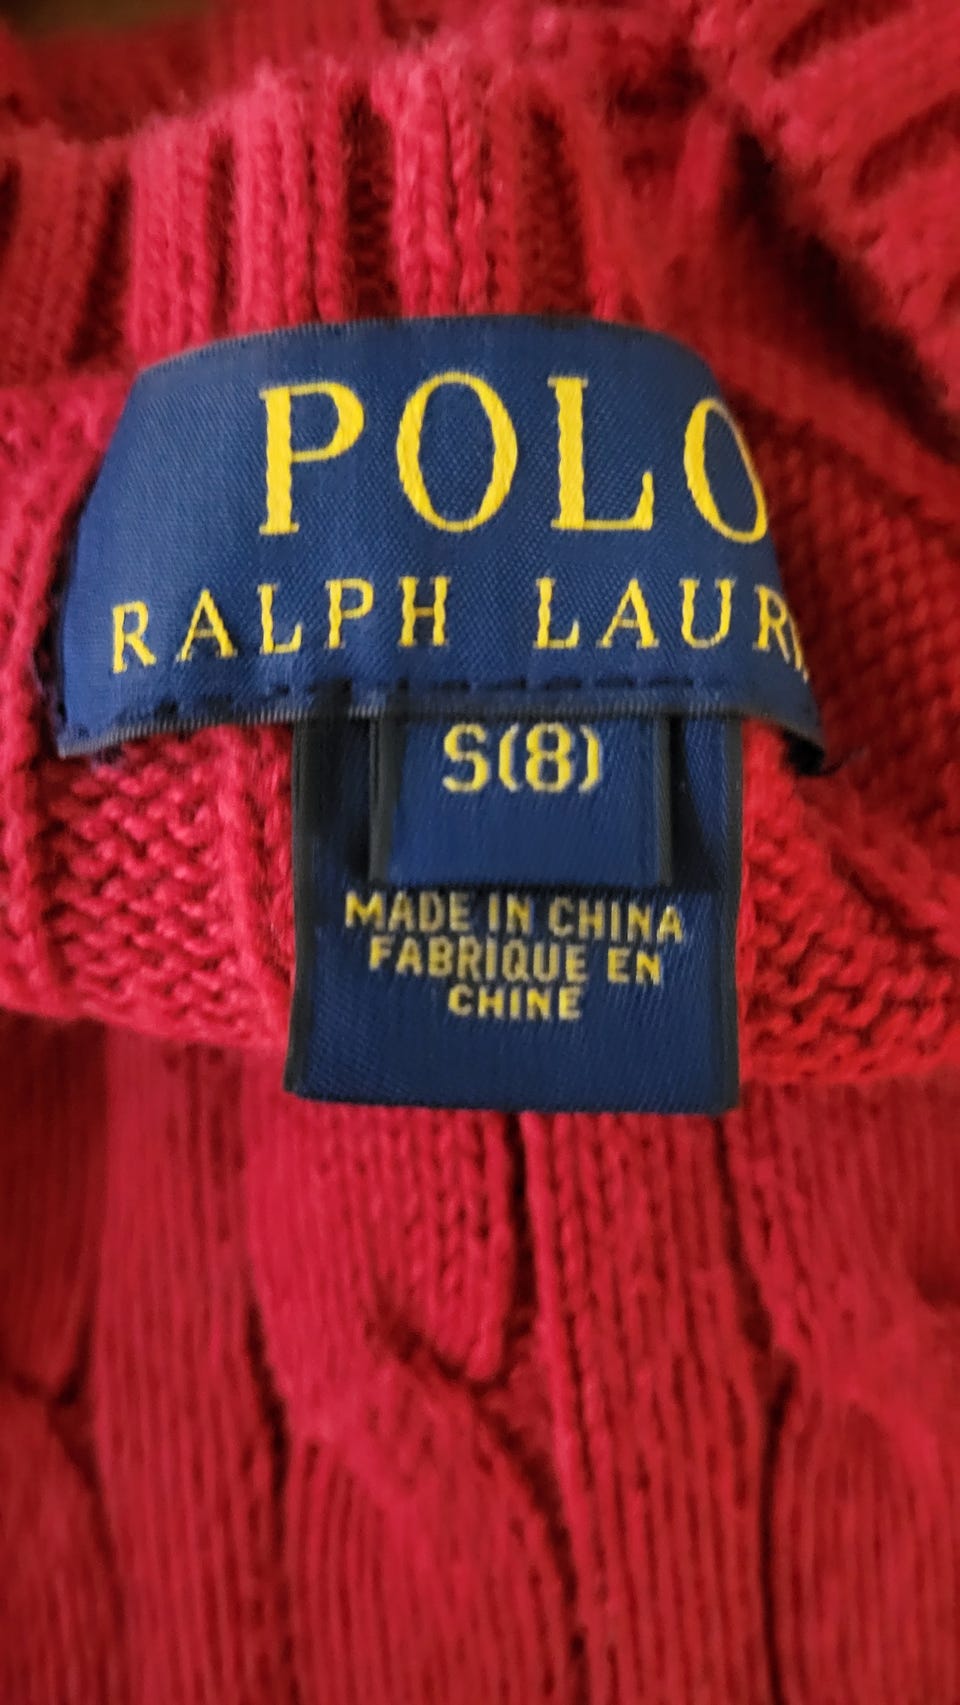 POLO
RALPH LAUR
S(8)
MADE IN CHINA
FABRIQUE EN
CHINE